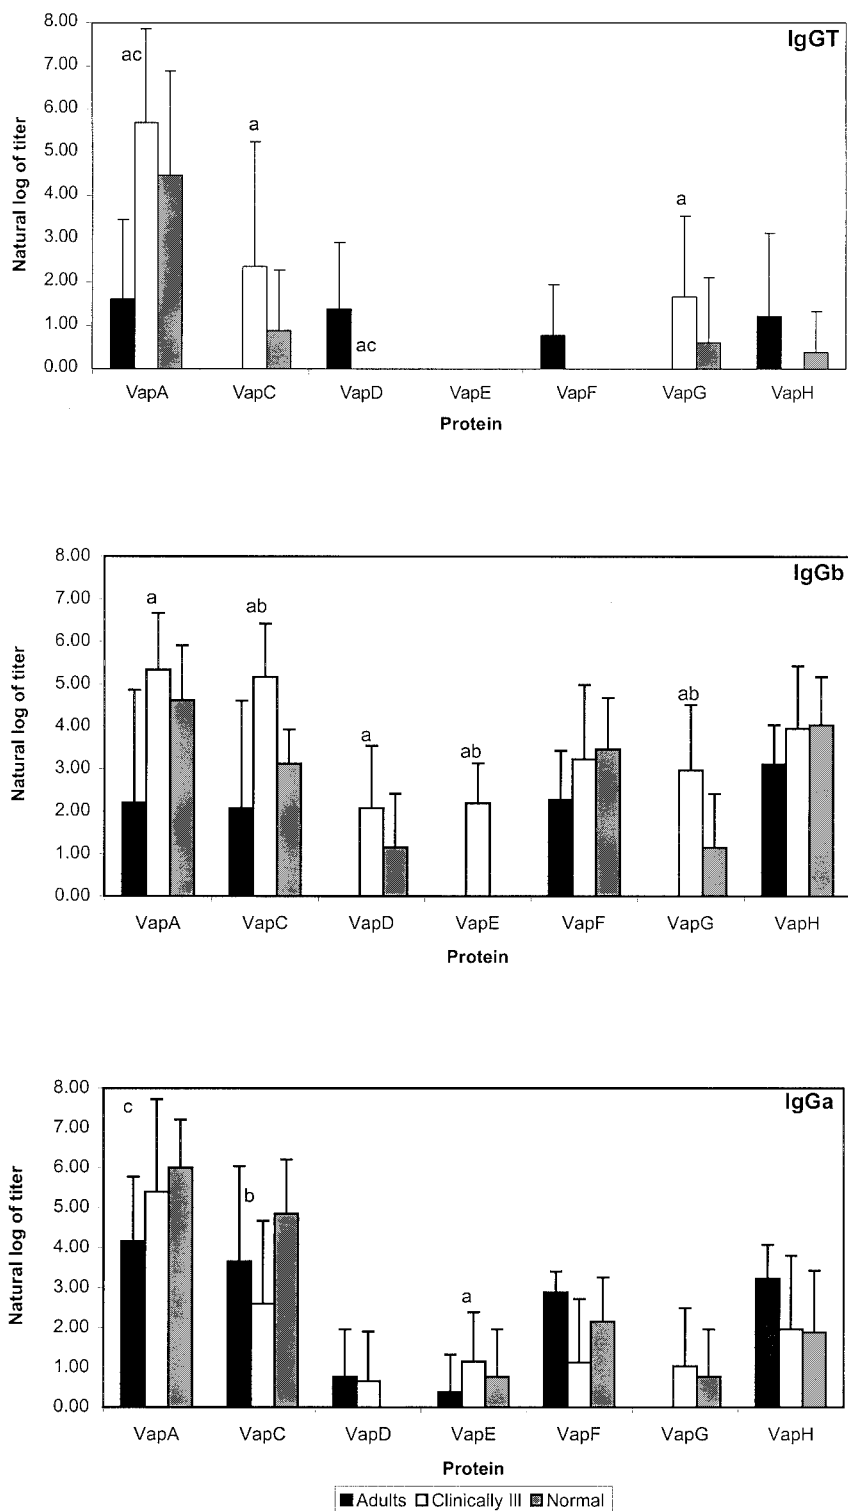 IgGT
8.00
7.00
6.00
5.00
4.00
3.00
2.00
1.00
0.00
Natural log of titer
ac
a
ac
a
VapA VapC VapD VapE VapF VapG VapH
Protein
IgGb
8.00
7.00
6.00
5.00
4.00
3.00
2.00
1.00
0.00
Natural log of titer
a
ab
a
ab
ab
VapA VapC VapD VapE VapF VapG VapH
Protein
IgGa
8.00
7.00
6.00
5.00
4.00
3.00
2.00
1.00
0.00
Natural log of titer
c
b
a
VapA VapC VapD VapE VapF VapG VapH
Protein
Adults Clinically Ill Normal